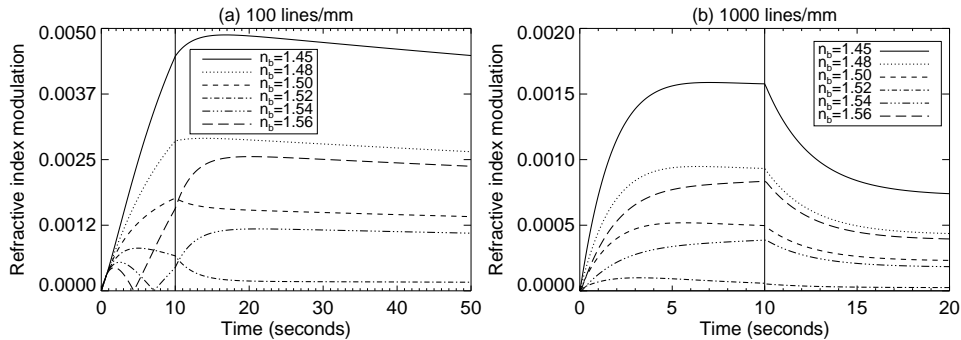 (a) 100 lines/mm
Refractive index modulation
0.0050
0.0037
0.0025
0.0012
0.0000
n_b=1.45
n_b=1.48
n_b=1.50
n_b=1.52
n_b=1.54
n_b=1.56
0 10 20 30 40 50
Time (seconds)
(b) 1000 lines/mm
Refractive index modulation
0.0020
0.0015
0.0010
0.0005
0.0000
n_b=1.45
n_b=1.48
n_b=1.50
n_b=1.52
n_b=1.54
n_b=1.56
0 5 10 15 20
Time (seconds)